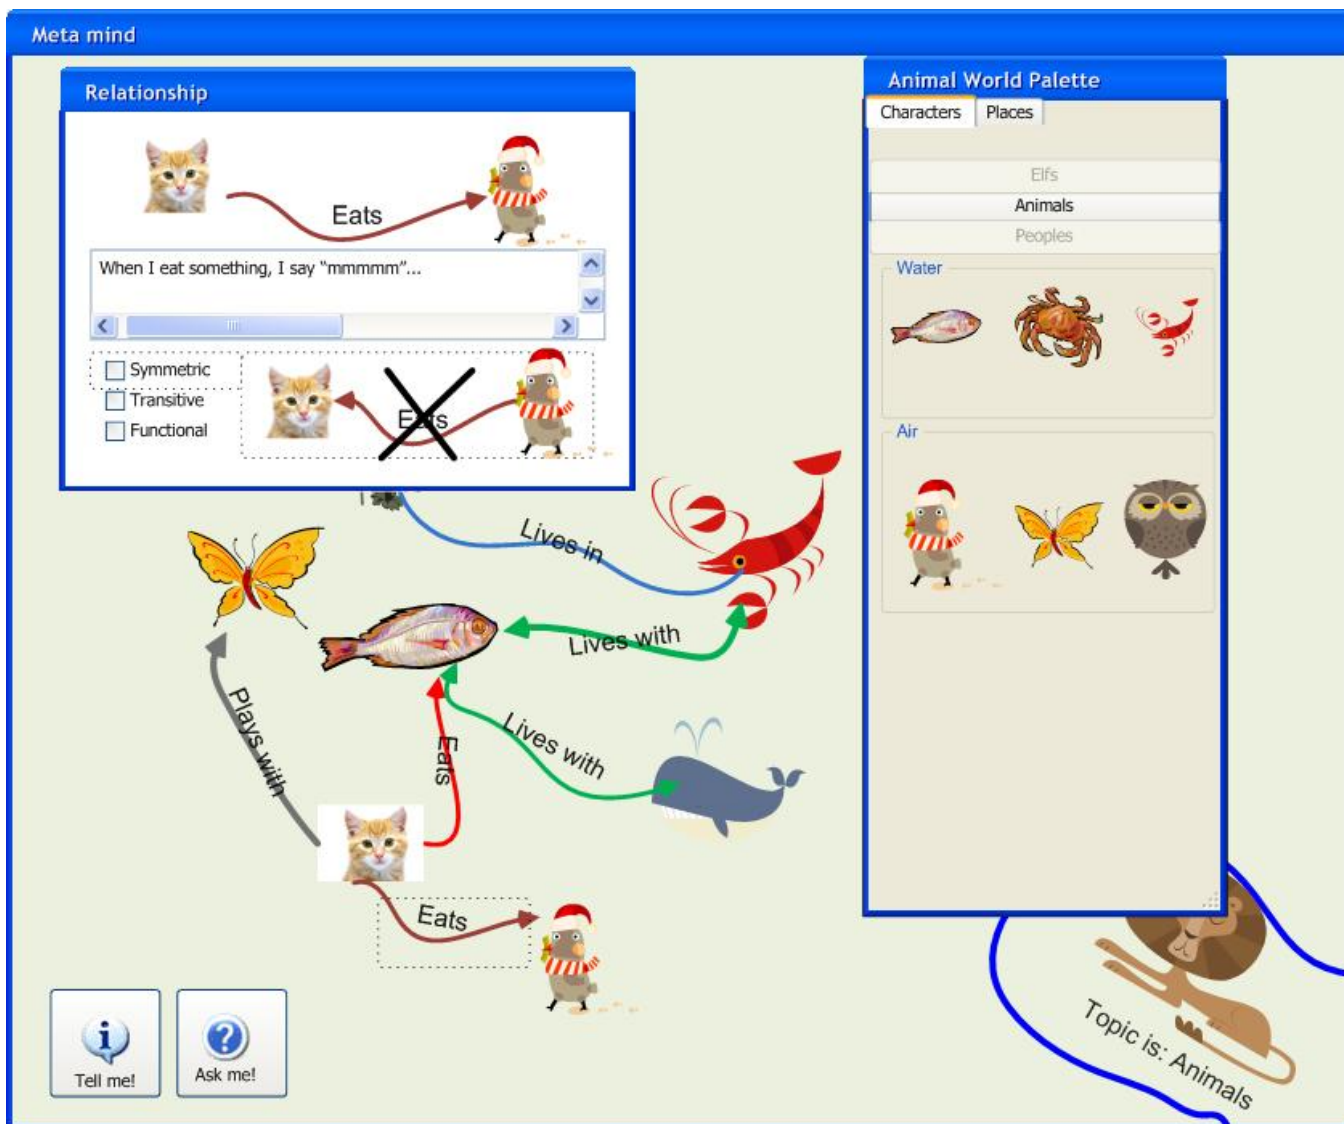 Meta mind
Relationship
Eats
When I eat something, I say “mmmmm”...
Symmetric
Transitive
Functional
Eats
Animal World Palette
Characters
Places
Elfs
Animals
Peoples
Water
Air
Lives in
Lives with
Lives with
Plays with
Eats
Eats
Tell me!
Ask me!
Topic is: Animals